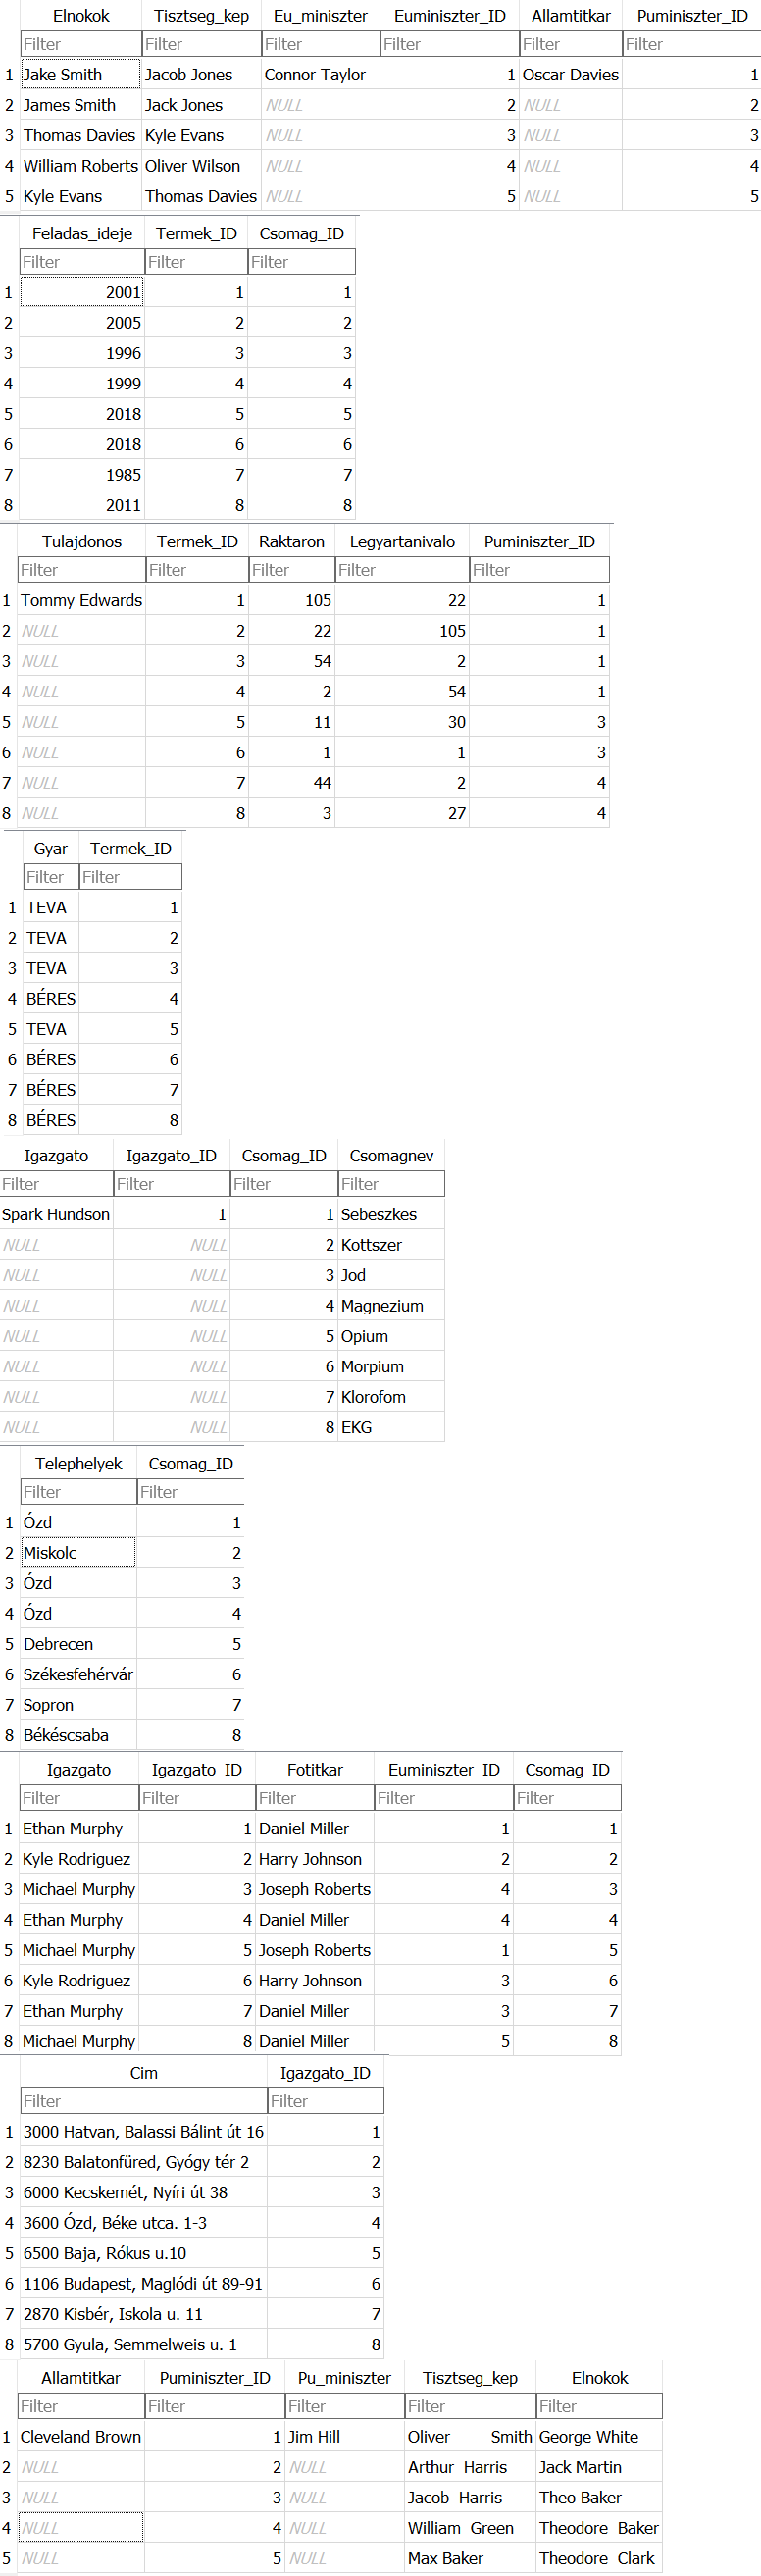 Elnokok Tisztseg_kep Eu_miniszter Euminiszter_ID Allamtitkar Puminiszter_ID
Filter Filter Filter Filter Filter Filter
1 Jake Smith Jacob Jones Connor Taylor 1 Oscar Davies 1
2 James Smith Jack Jones NULL 2 NULL 2
3 Thomas Davies Kyle Evans NULL 3 NULL 3
4 William Roberts Oliver Wilson NULL 4 NULL 4
5 Kyle Evans Thomas Davies NULL 5 NULL 5
Feladas_ideje Termek_ID Csomag_ID
Filter Filter Filter
1 2001 1 1
2 2005 2 2
3 1996 3 3
4 1999 4 4
5 2018 5 5
6 2018 6 6
7 1985 7 7
8 2011 8 8
Tulajdonos Termek_ID Raktaron Legyartanivalo Puminiszter_ID
Filter Filter Filter Filter Filter
1 Tommy Edwards 1 105 22 1
2 NULL 2 22 105 1
3 NULL 3 54 2 1
4 NULL 4 2 54 1
5 NULL 5 11 30 3
6 NULL 6 1 1 3
7 NULL 7 44 2 4
8 NULL 8 3 27 4
Gyar Termek_ID
Filter Filter
1 TEVA 1
2 TEVA 2
3 TEVA 3
4 BÉRES 4
5 TEVA 5
6 BÉRES 6
7 BÉRES 7
8 BÉRES 8
Igazgato Igazgato_ID Csomag_ID Csomagnev
Filter Filter Filter Filter
Spark Hundson 1 1 Sebeszkes
NULL NULL 2 Kottszer
NULL NULL 3 Jod
NULL NULL 4 Magnezium
NULL NULL 5 Opium
NULL NULL 6 Morpium
NULL NULL 7 Klorofom
NULL NULL 8 EKG
Telephelyek Csomag_ID
Filter Filter
1 Ózd 1
2 Miskolc 2
3 Ózd 3
4 Ózd 4
5 Debrecen 5
6 Székesfehérvár 6
7 Sopron 7
8 Békéscsaba 8
Igazgato Igazgato_ID Fotitkar Euminiszter_ID Csomag_ID
Filter Filter Filter Filter Filter
1 Ethan Murphy 1 Daniel Miller 1 1
2 Kyle Rodriguez 2 Harry Johnson 2 2
3 Michael Murphy 3 Joseph Roberts 4 3
4 Ethan Murphy 4 Daniel Miller 4 4
5 Michael Murphy 5 Joseph Roberts 1 5
6 Kyle Rodriguez 6 Harry Johnson 3 6
7 Ethan Murphy 7 Daniel Miller 3 7
8 Michael Murphy 8 Daniel Miller 5 8
Cim Igazgato_ID
Filter Filter
1 3000 Hatvan, Balassi Bálint út 16 1
2 8230 Balatonfüred, Gyógy tér 2 2
3 6000 Kecskemét, Nyíri út 38 3
4 3600 Ózd, Béke utca. 1-3 4
5 6500 Baja, Rókus u.10 5
6 1106 Budapest, Maglódi út 89-91 6
7 2870 Kisbér, Iskola u. 11 7
8 5700 Gyula, Semmelweis u. 1 8
Allamtitkar Puminiszter_ID Pu_miniszter Tisztseg_kep Elnokok
Filter Filter Filter Filter Filter
1 Cleveland Brown 1 Jim Hill Oliver Smith George White
2 NULL 2 NULL Arthur Harris Jack Martin
3 NULL 3 NULL Jacob Harris Theo Baker
4 NULL 4 NULL William Green Theodore Baker
5 NULL 5 NULL Max Baker Theodore Clark